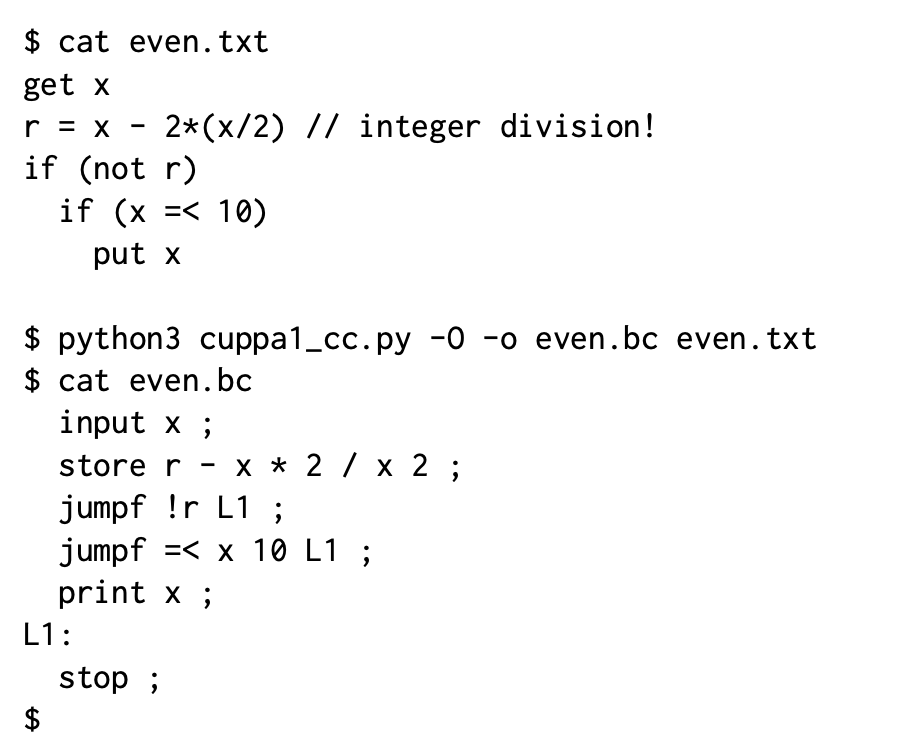 $ cat even.txt
get x
r = x - 2*(x/2) // integer division!
if (not r)
  if (x =< 10)
    put x

$ python3 cuppa1_cc.py -O -o even.bc even.txt
$ cat even.bc
  input x ;
  store r - x * 2 / x 2 ;
  jumpf !r L1 ;
  jumpf =< x 10 L1 ;
  print x ;
L1:
  stop ;
$